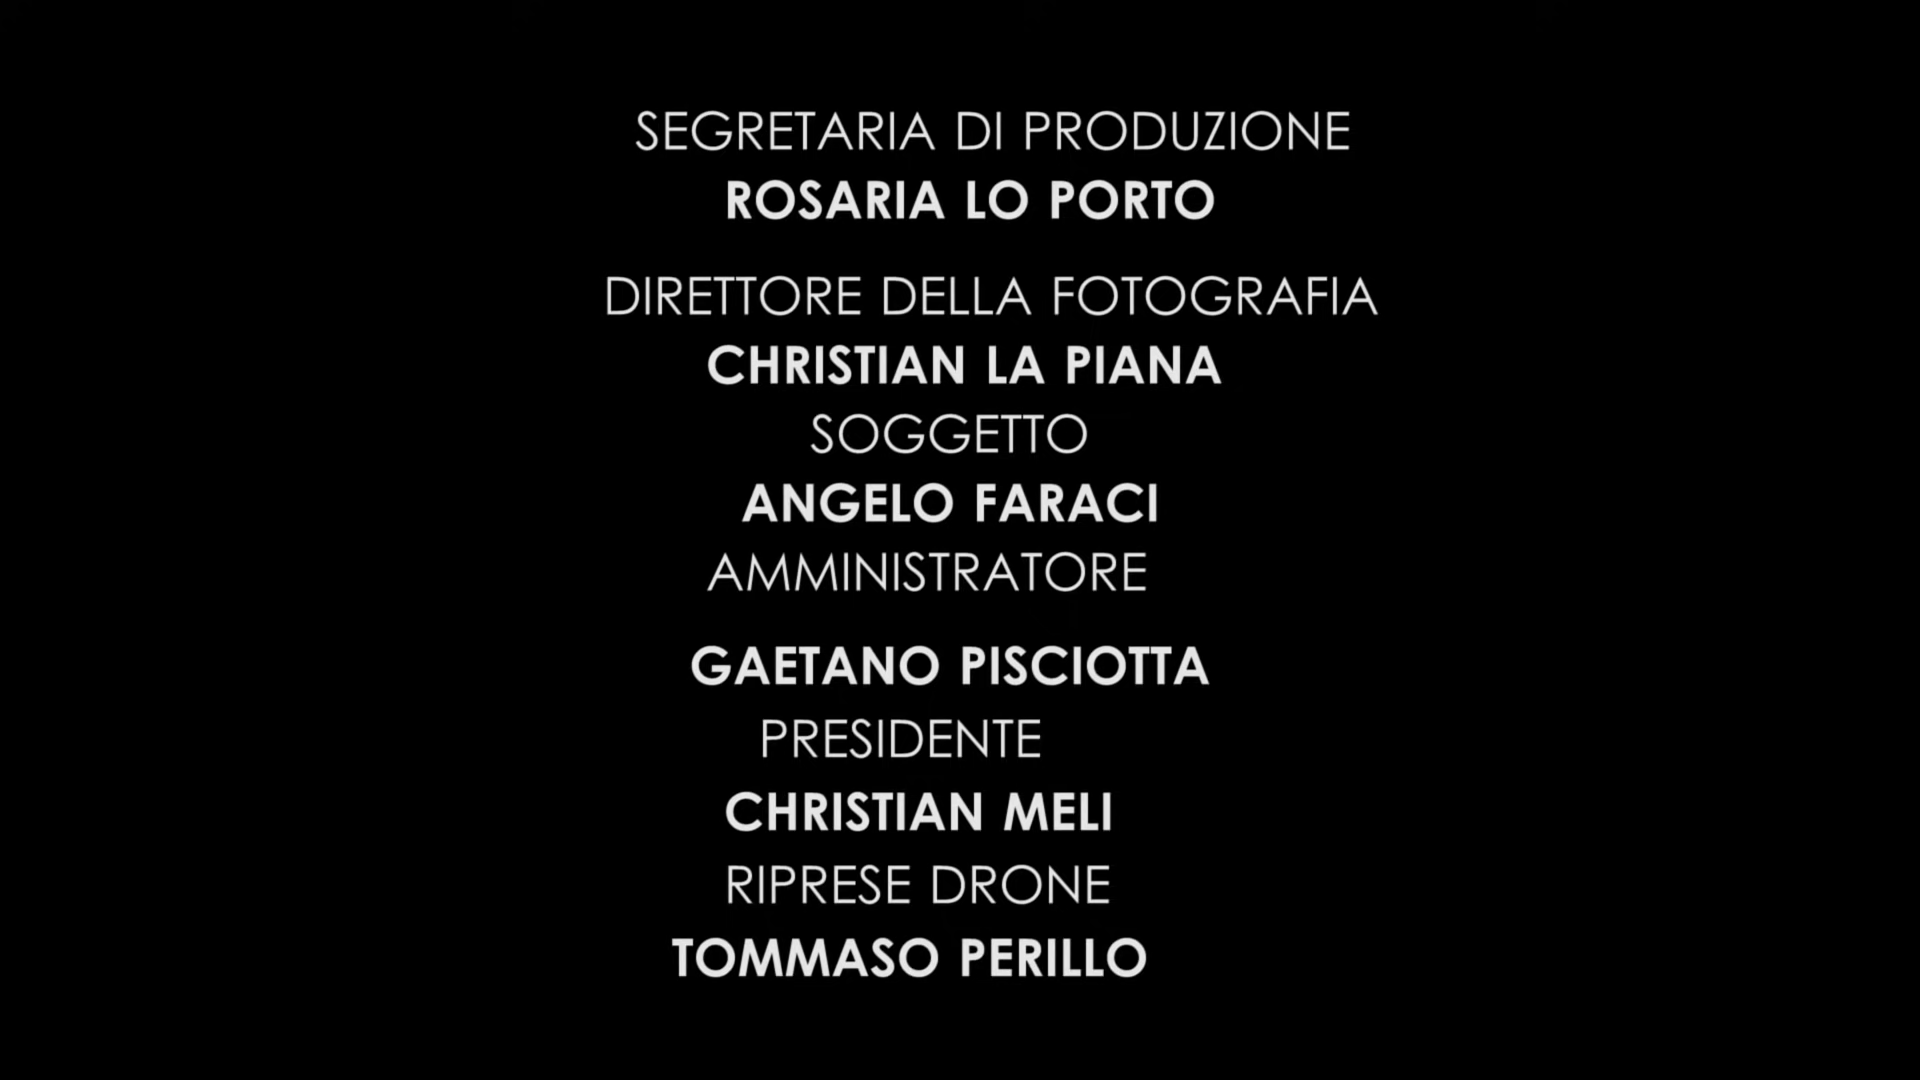 SEGRETARIA DI PRODUZIONE
ROSARIA LO PORTO
DIRETTORE DELLA FOTOGRAFIA
CHRISTIAN LA PIANA
SOGGETTO
ANGELO FARACI
AMMINISTRATORE
GAETANO PISCIOTTA
PRESIDENTE
CHRISTIAN MELI
RIPRESE DRONE
TOMMASO PERILLO